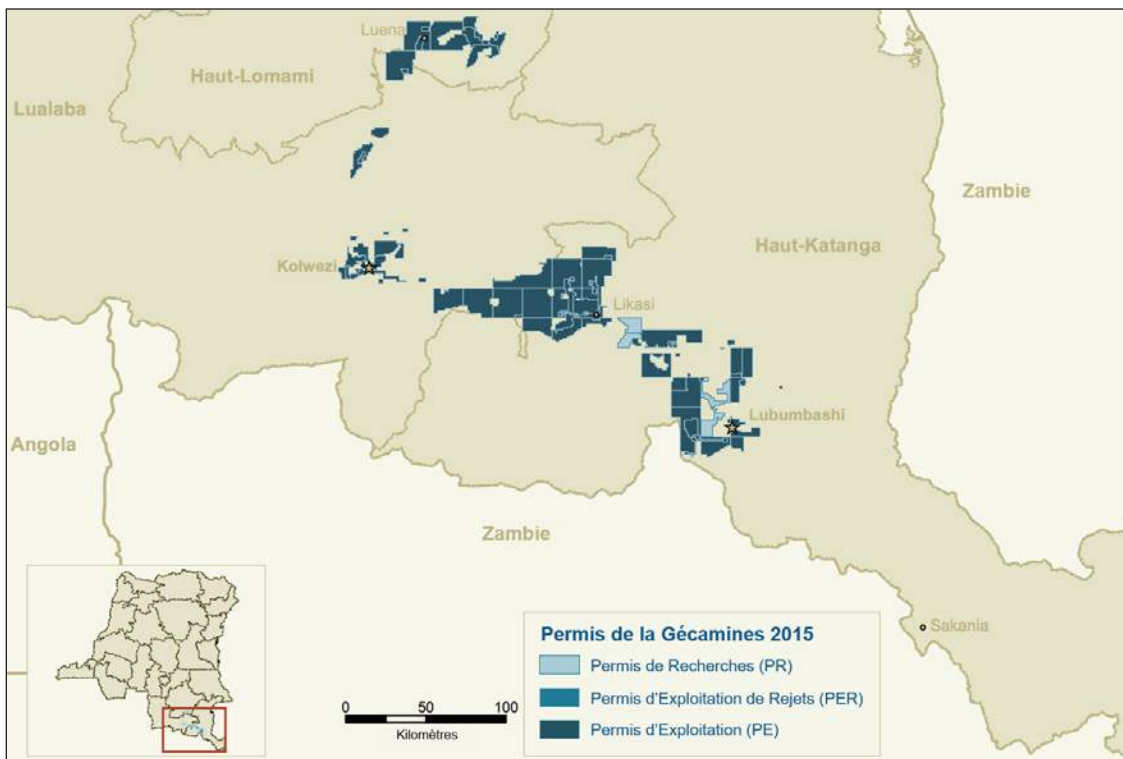 Luena
Haut-Lomami
Lualaba
Zambie
Haut-Katanga
Kolwezi
Likasi
Lubumbashi
Angola
Zambie
Sakania
Permis de la Gécamines 2015
Permis de Recherches (PR)
Permis d'Exploitation de Rejets (PER)
Permis d'Exploitation (PE)
0 50 100
Kilomètres